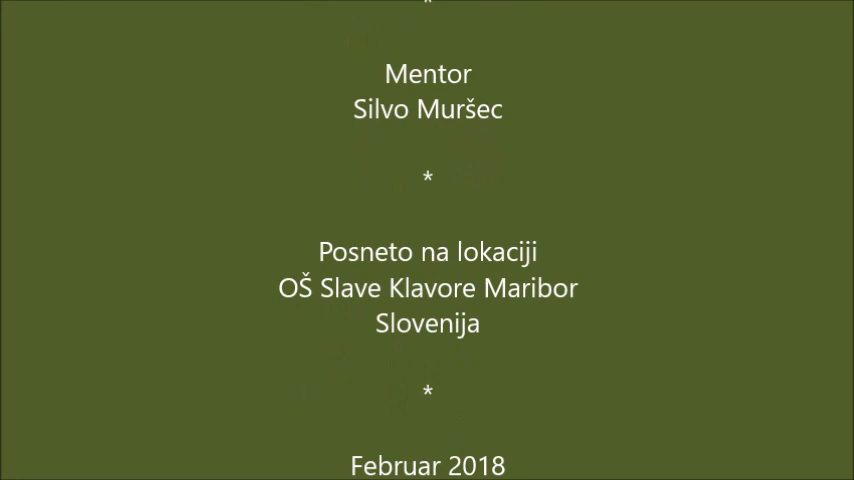 *
Mentor
Silvo Muršec
*
Posneto na lokaciji
OŠ Slave Klavore Maribor
Slovenija
*
Februar 2018